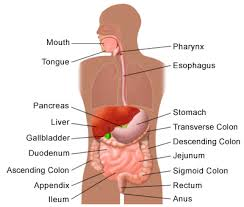 Mouth
Tongue
Pharynx
Esophagus
Pancreas
Liver
Gallbladder
Duodenum
Ascending Colon
Appendix
Ileum
Stomach
Transverse Colon
Descending Colon
Jejunum
Sigmoid Colon
Rectum
Anus